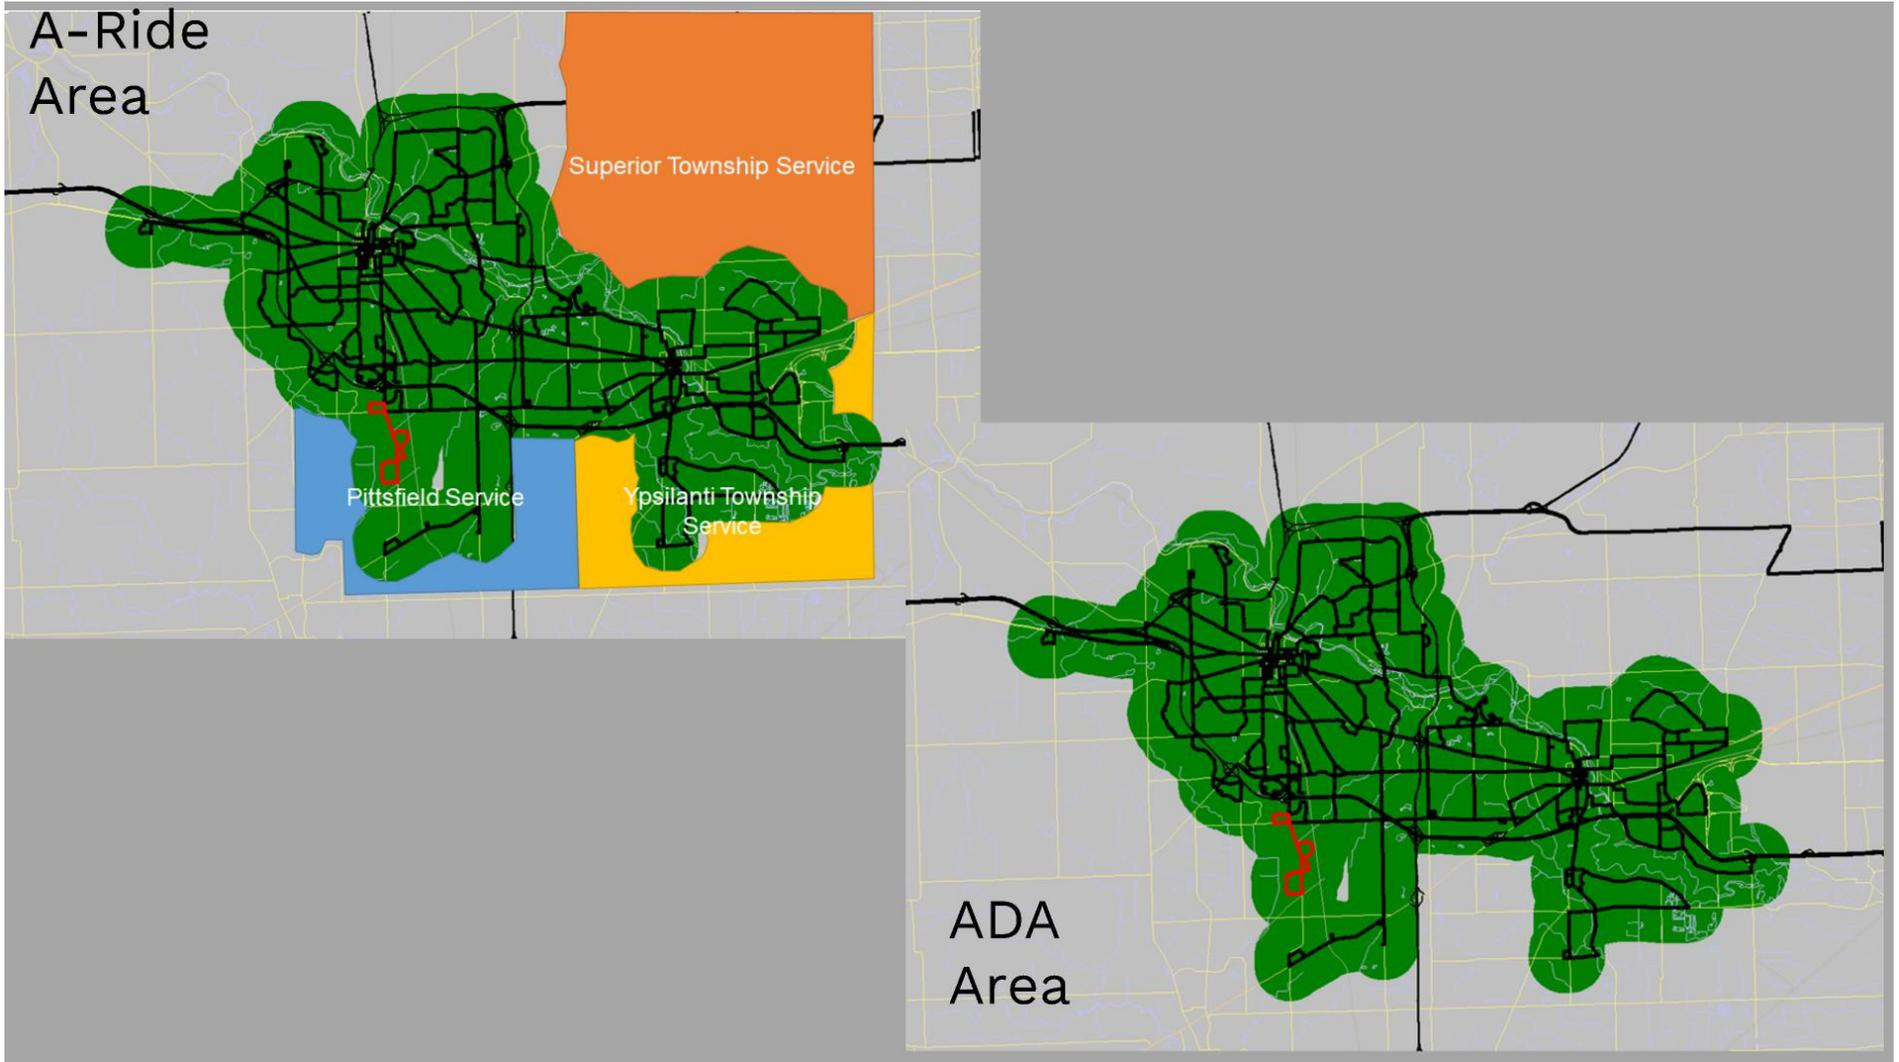 A-Ride
Area
Superior Township Service
Pittsfield Service
Ypsilanti Township
Service
ADA
Area